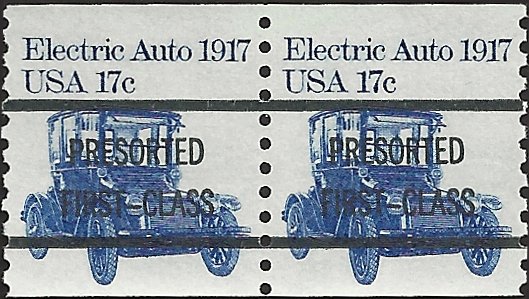 Electric Auto 1917
USA 17c
PRESORTED
FIRST-CLASS
Electric Auto 1917
USA 17c
PRESORTED
FIRST-CLASS